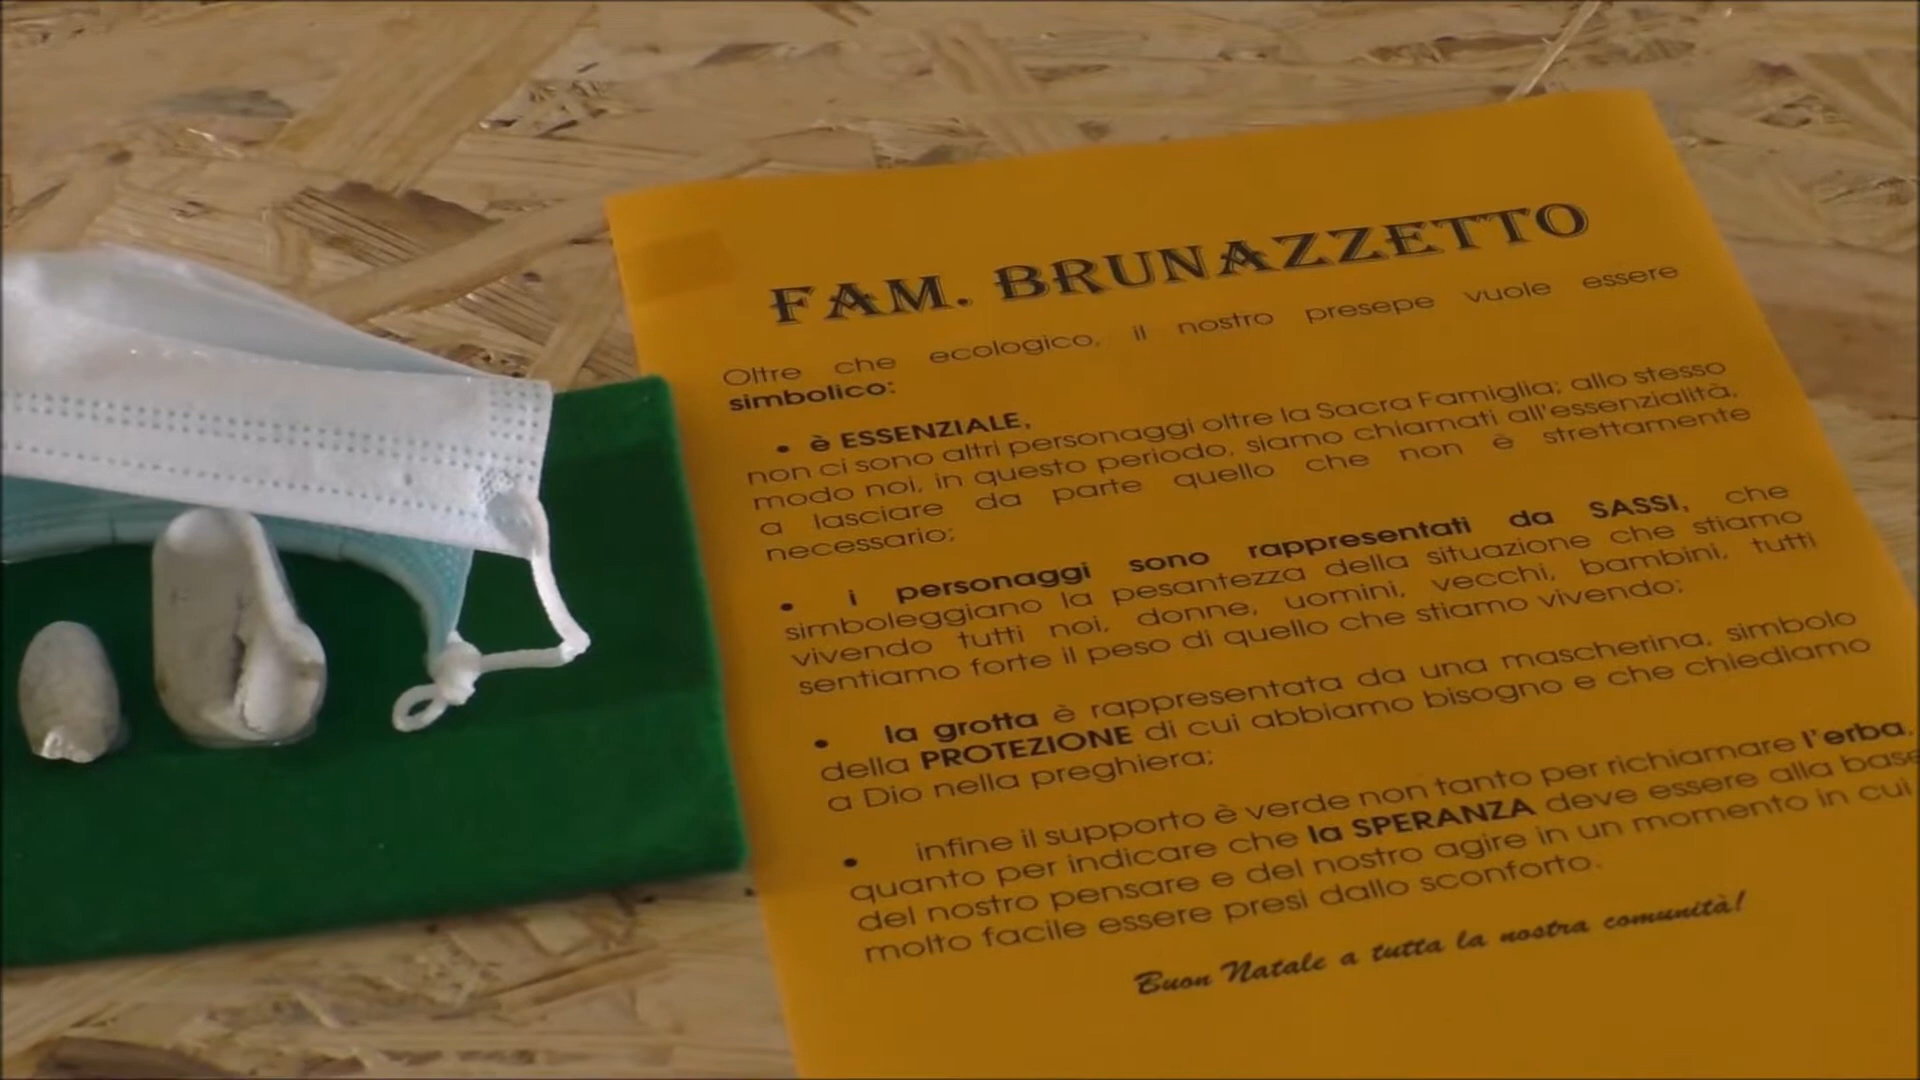 FAM. BRUNAZZETTO
Oltre che ecologico, il nostro presepe vuole essere
simbolico:
• è ESSENZIALE,
non ci sono altri personaggi oltre la Sacra Famiglia; allo stesso
modo noi, in questo periodo, siamo chiamati all'essenzialità,
a lasciare da parte quello che non è strettamente
necessario;
• i personaggi sono rappresentati da SASSI, che
simboleggiano la pesantezza della situazione che stiamo
vivendo tutti noi, donne, uomini, vecchi, bambini, tutti
sentiamo forte il peso di quello che stiamo vivendo;
• la grotta è rappresentata da una mascherina, simbolo
della PROTEZIONE di cui abbiamo bisogno e che chiediamo
a Dio nella preghiera;
• infine il supporto è verde non tanto per richiamare l'erba,
quanto per indicare che la SPERANZA deve essere alla base
del nostro pensare e del nostro agire in un momento in cui
molto facile essere presi dallo sconforto.
Buon Natale a tutta la nostra comunità!